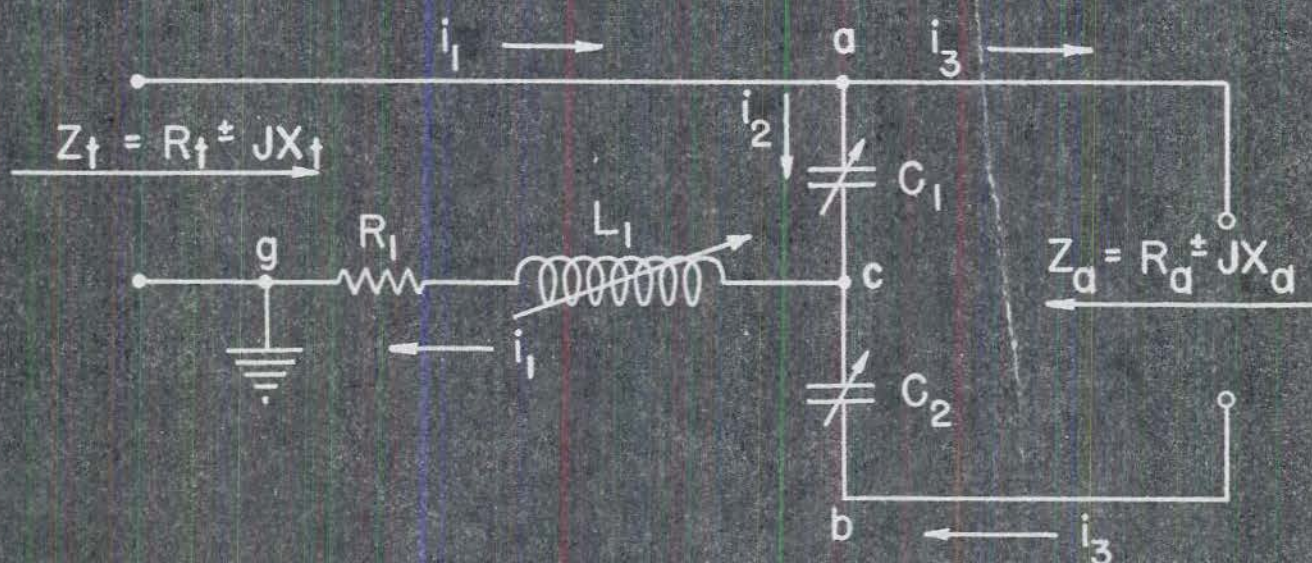 i₁ a i₃
i₂
Zₜ = Rₜ ± JXₜ
C₁
g R₁ L₁ c
Zₐ = Rₐ ± JXₐ
i₁
C₂
b i₃